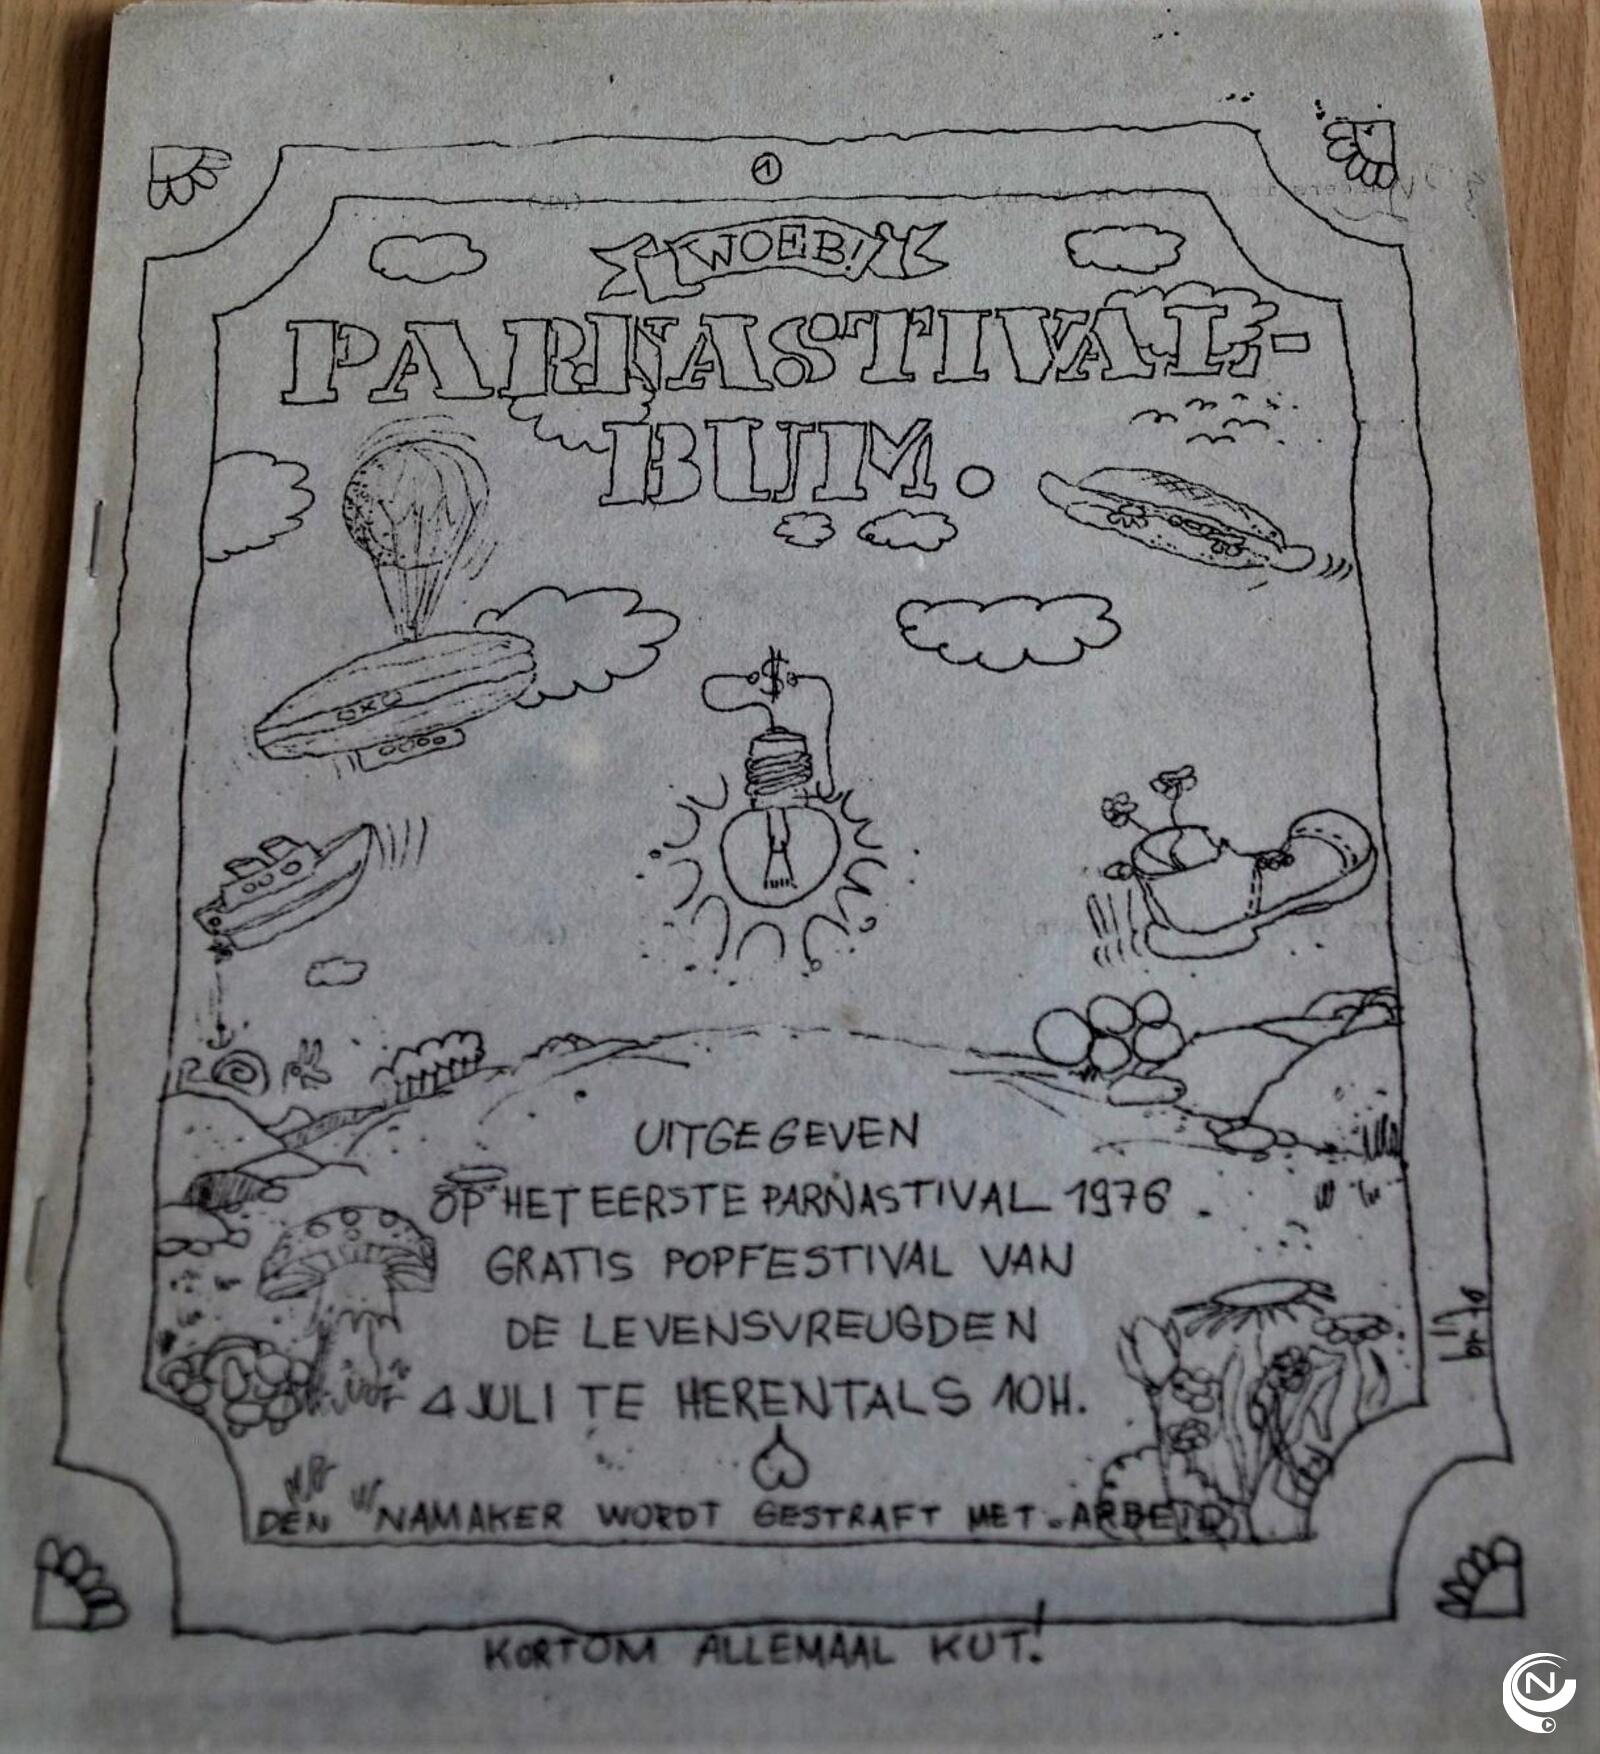 1
WOEB!
PARNASTIVAL-
BUM.
$
UITGEGEVEN
OP HET EERSTE PARNASTIVAL 1976
GRATIS POPFESTIVAL VAN
DE LEVENSVREUGDEN
4 JULI TE HERENTALS 10H.
DEN NAMAKER WORDT GESTRAFT MET ARBEID
KORTOM ALLEMAAL KUT!
N